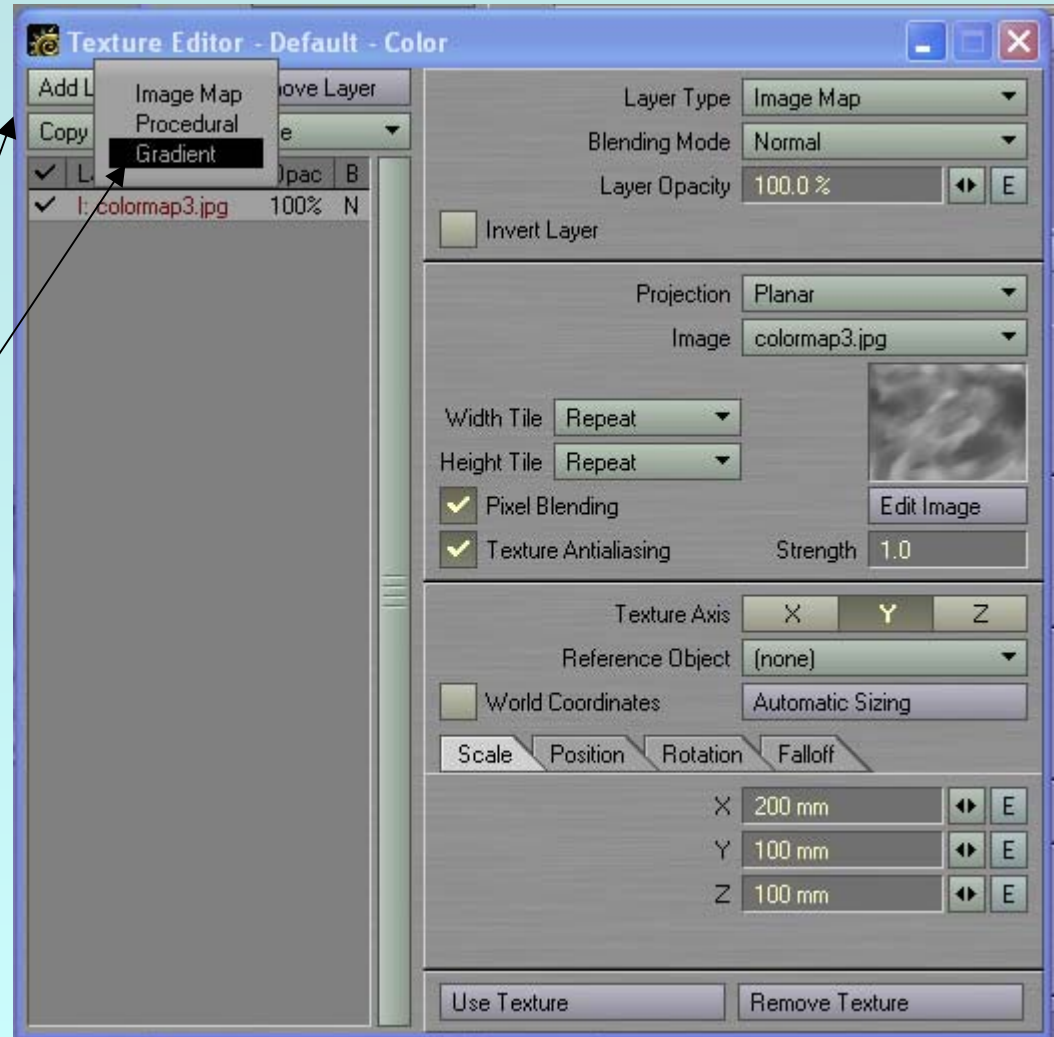 Texture Editor - Default - Color
Add L
Image Map
Procedural
Gradient
ove Layer
Copy
e
L
Opac B
I: colormap3.jpg 100% N
Layer Type Image Map
Blending Mode Normal
Layer Opacity 100.0 % E
Invert Layer
Projection Planar
Image colormap3.jpg
Width Tile Repeat
Height Tile Repeat
Pixel Blending Edit Image
Texture Antialiasing Strength 1.0
Texture Axis X Y Z
Reference Object (none)
World Coordinates Automatic Sizing
Scale Position Rotation Falloff
X 200 mm E
Y 100 mm E
Z 100 mm E
Use Texture Remove Texture